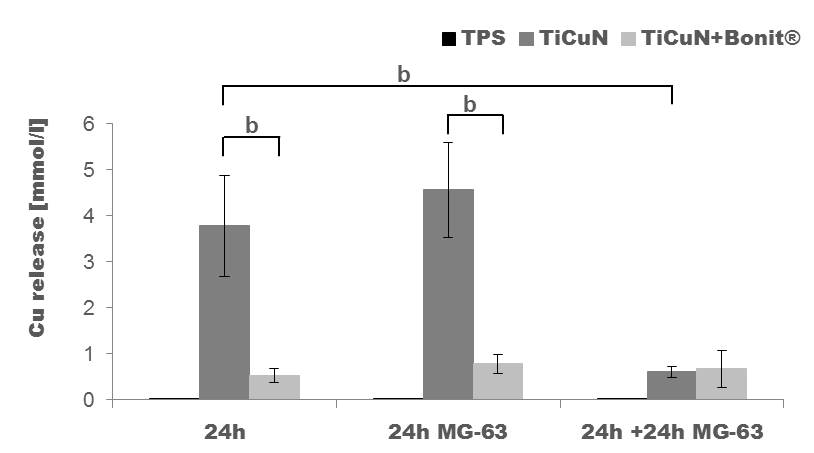 TPS TiCuN TiCuN+Bonit®
b
b
b
Cu release [mmol/l]
6
5
4
3
2
1
0
24h 24h MG-63 24h +24h MG-63